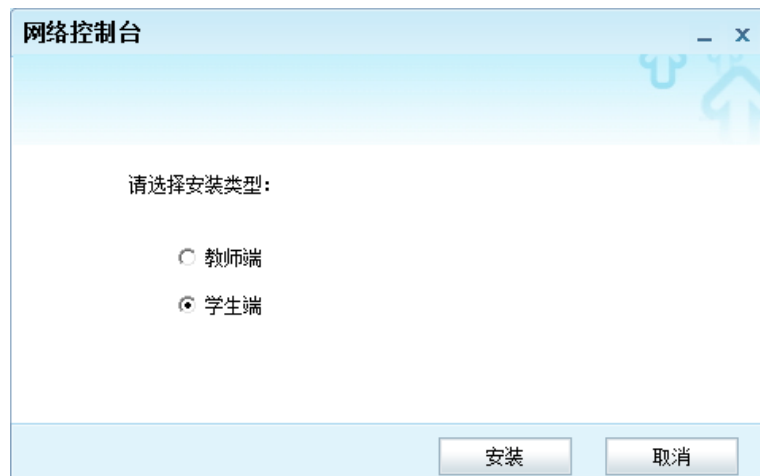 网络控制台
请选择安装类型：
教师端
学生端
安装 取消